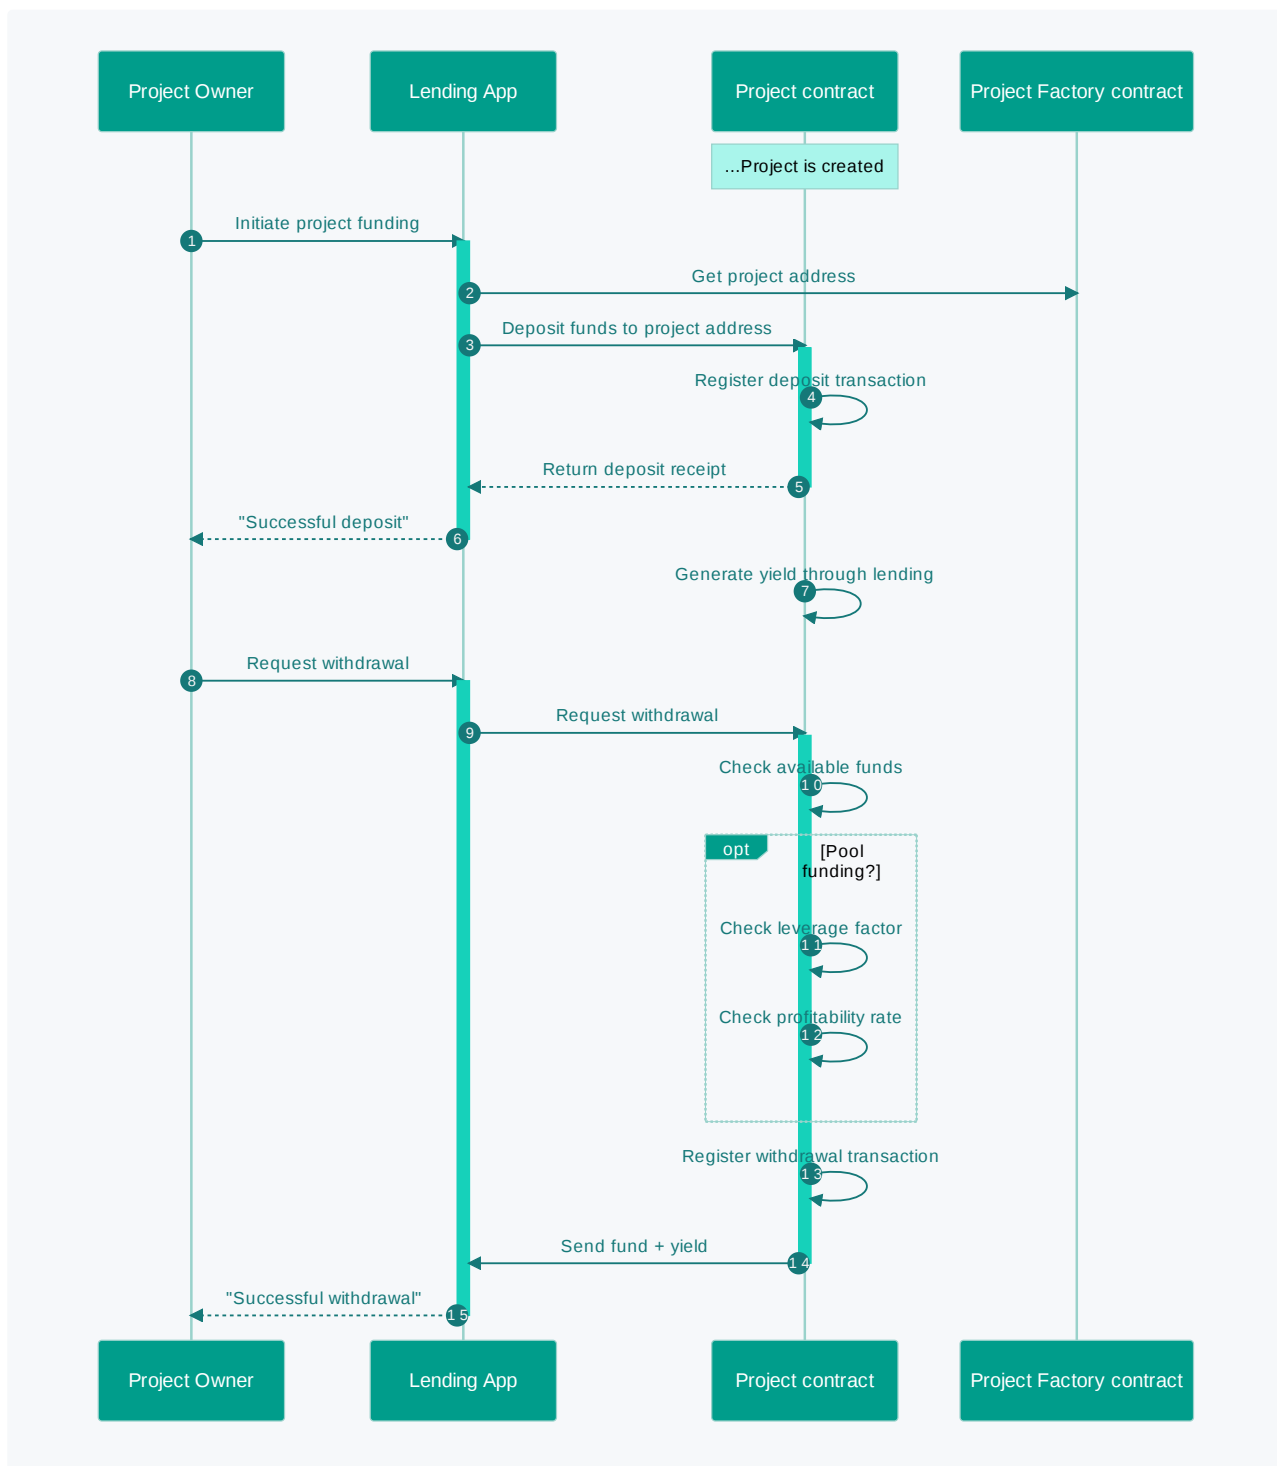 Project Owner
Lending App
Project contract
Project Factory contract
...Project is created
Initiate project funding
1
Get project address
2
Deposit funds to project address
3
Register deposit transaction
4
Return deposit receipt
5
"Successful deposit"
6
Generate yield through lending
7
Request withdrawal
8
Request withdrawal
9
Check available funds
10
opt
[Pool
funding?]
Check leverage factor
11
Check profitability rate
12
Register withdrawal transaction
13
Send fund + yield
14
"Successful withdrawal"
15
Project Owner
Lending App
Project contract
Project Factory contract